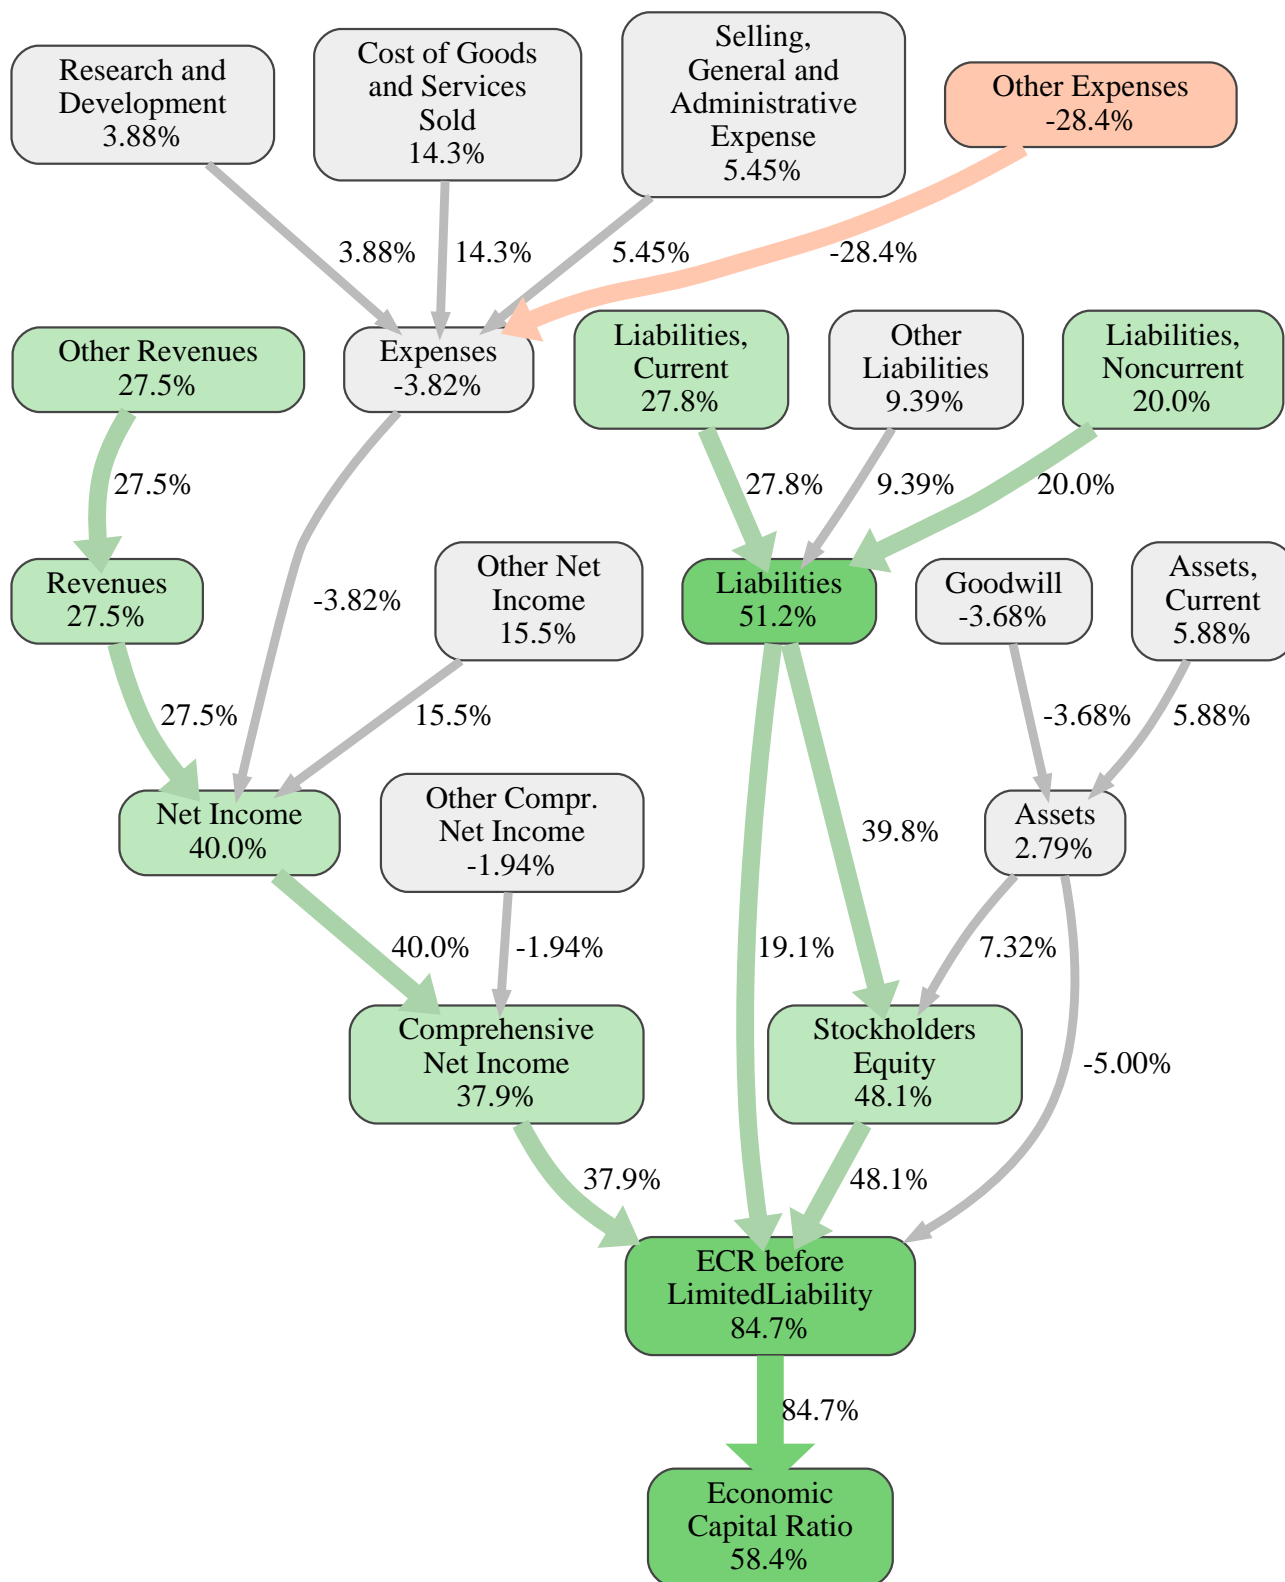 Research and
Development
3.88%
Cost of Goods
and Services
Sold
14.3%
Selling,
General and
Administrative
Expense
5.45%
Other Expenses
-28.4%
3.88%
14.3%
5.45%
-28.4%
Other Revenues
27.5%
Expenses
-3.82%
Liabilities,
Current
27.8%
Other
Liabilities
9.39%
Liabilities,
Noncurrent
20.0%
27.5%
27.8%
9.39%
20.0%
Revenues
27.5%
-3.82%
Other Net
Income
15.5%
Liabilities
51.2%
Goodwill
-3.68%
Assets,
Current
5.88%
27.5%
15.5%
-3.68%
5.88%
Net Income
40.0%
Other Compr.
Net Income
-1.94%
39.8%
Assets
2.79%
40.0%
-1.94%
19.1%
7.32%
Comprehensive
Net Income
37.9%
Stockholders
Equity
48.1%
-5.00%
37.9%
48.1%
ECR before
LimitedLiability
84.7%
84.7%
Economic
Capital Ratio
58.4%